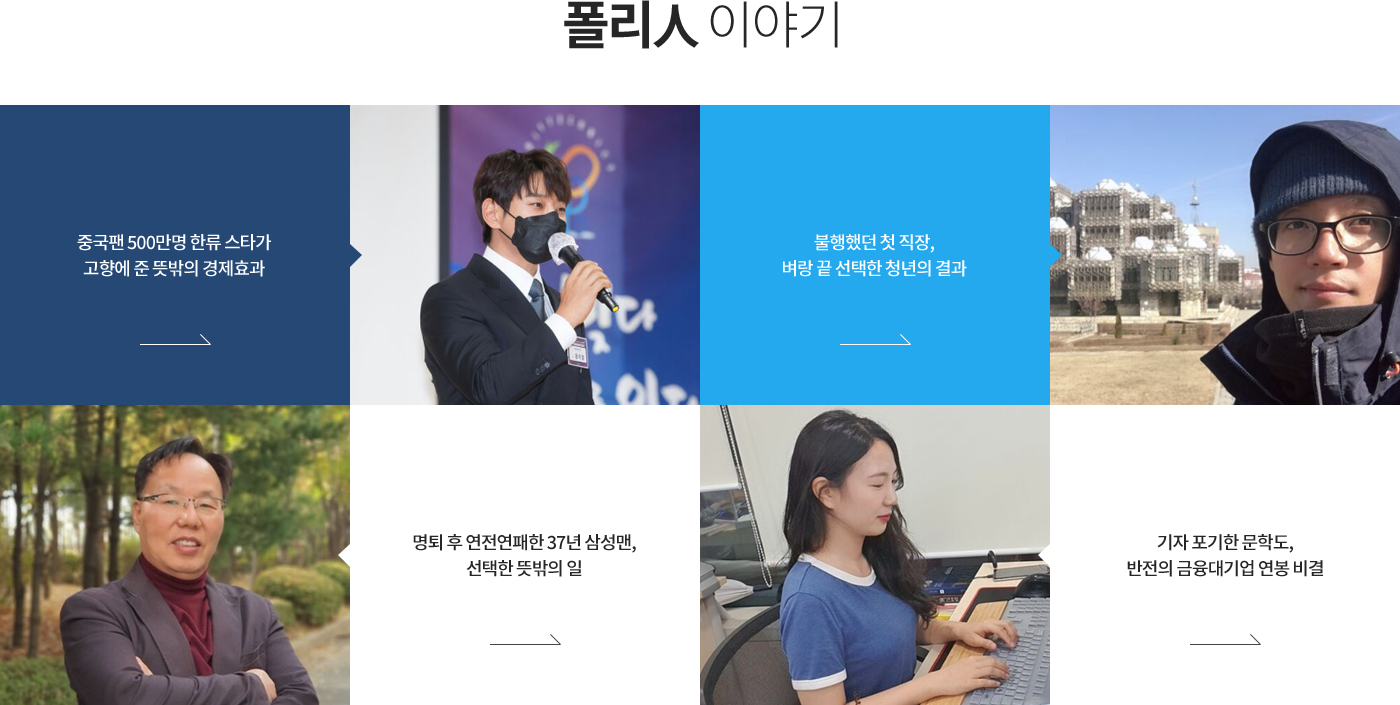 폴리人 이야기
중국팬 500만명 한류 스타가
고향에 준 뜻밖의 경제효과
불행했던 첫 직장,
벼랑 끝 선택한 청년의 결과
명퇴 후 연전연패한 37년 삼성맨,
선택한 뜻밖의 일
기자 포기한 문학도,
반전의 금융대기업 연봉 비결